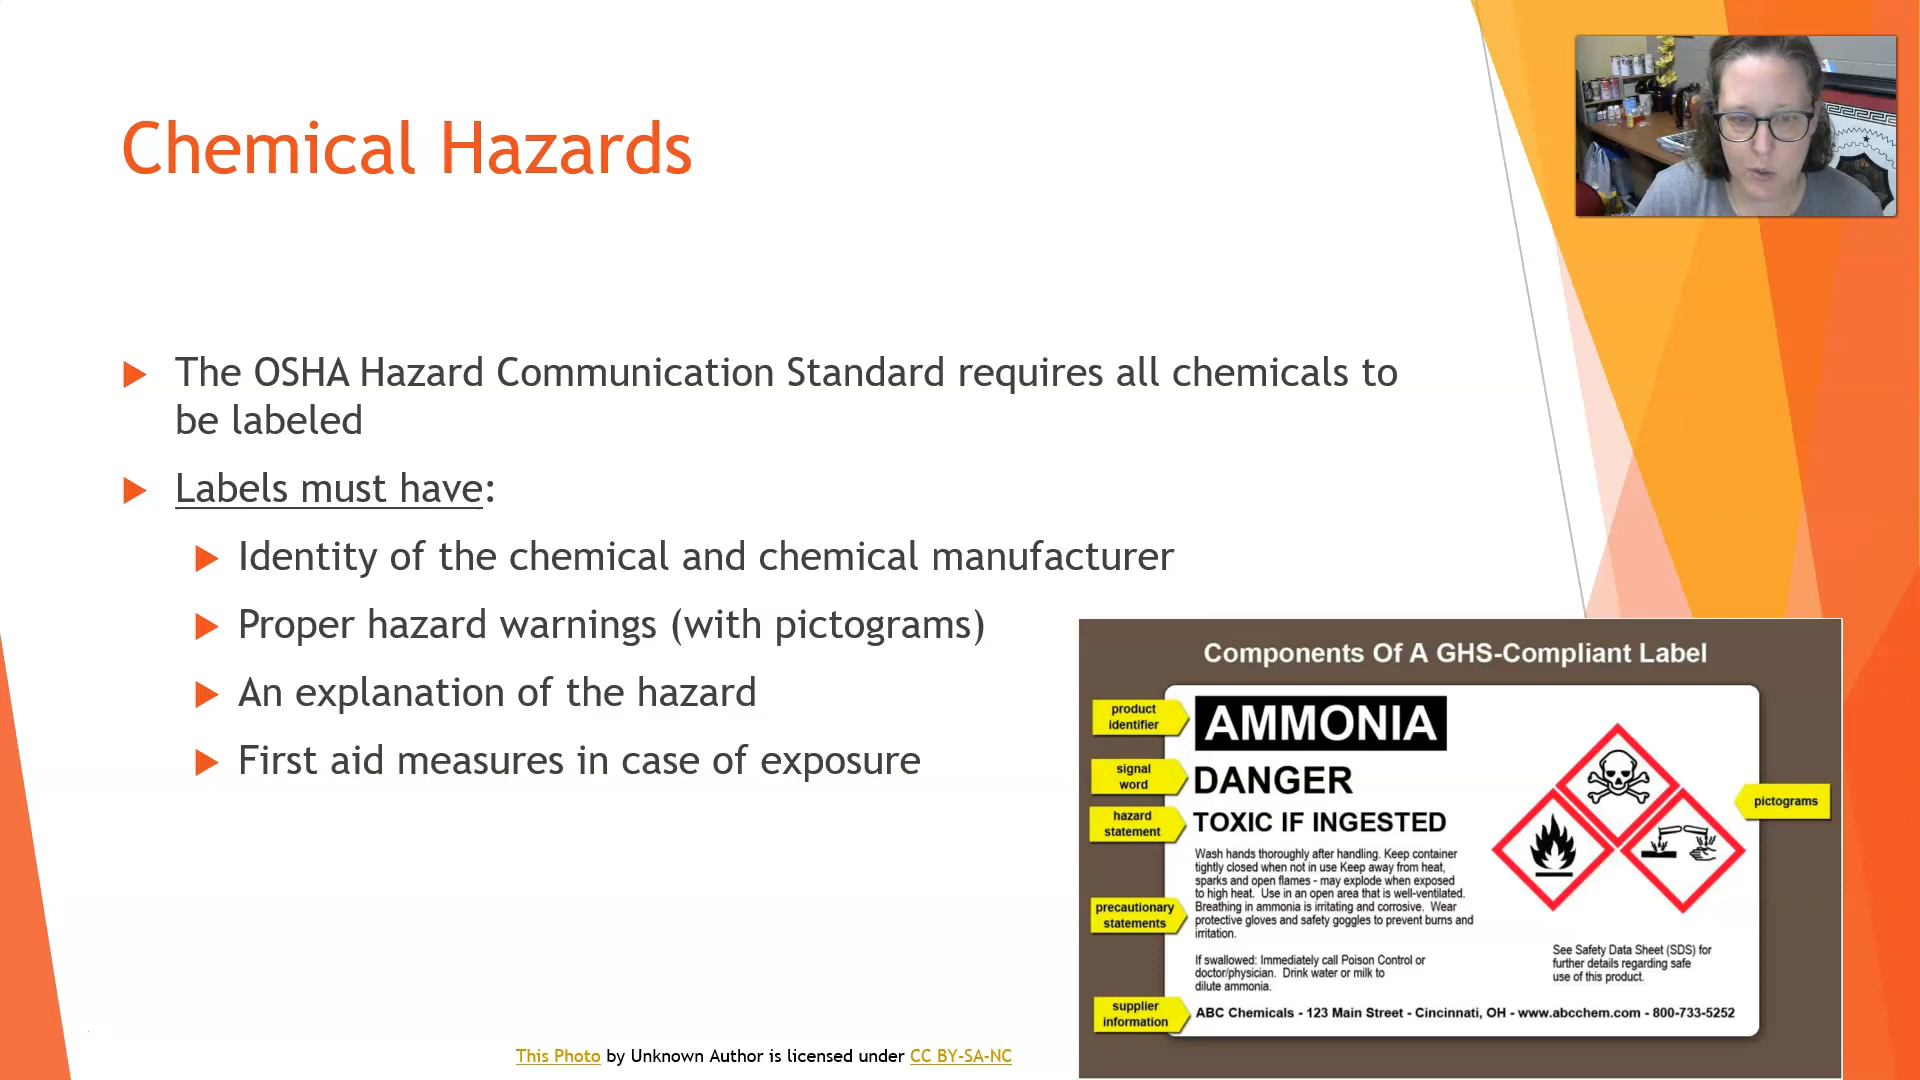 Chemical Hazards
The OSHA Hazard Communication Standard requires all chemicals to
be labeled
Labels must have:
Identity of the chemical and chemical manufacturer
Proper hazard warnings (with pictograms)
An explanation of the hazard
First aid measures in case of exposure
Components Of A GHS-Compliant Label
product
identifier
AMMONIA
signal
word
DANGER
hazard
statement
TOXIC IF INGESTED
pictograms
precautionary
statements
Wash hands thoroughly after handling. Keep container
tightly closed when not in use Keep away from heat,
sparks and open flames - may explode when exposed
to high heat. Use in an open area that is well-ventilated.
Breathing in ammonia is irritating and corrosive. Wear
protective gloves and safety goggles to prevent burns and
irritation.
If swallowed: Immediately call Poison Control or
doctor/physician. Drink water or milk to
dilute ammonia.
See Safety Data Sheet (SDS) for
further details regarding safe
use of this product.
supplier
information
ABC Chemicals - 123 Main Street - Cincinnati, OH - www.abcchem.com - 800-733-5252
This Photo by Unknown Author is licensed under CC BY-SA-NC